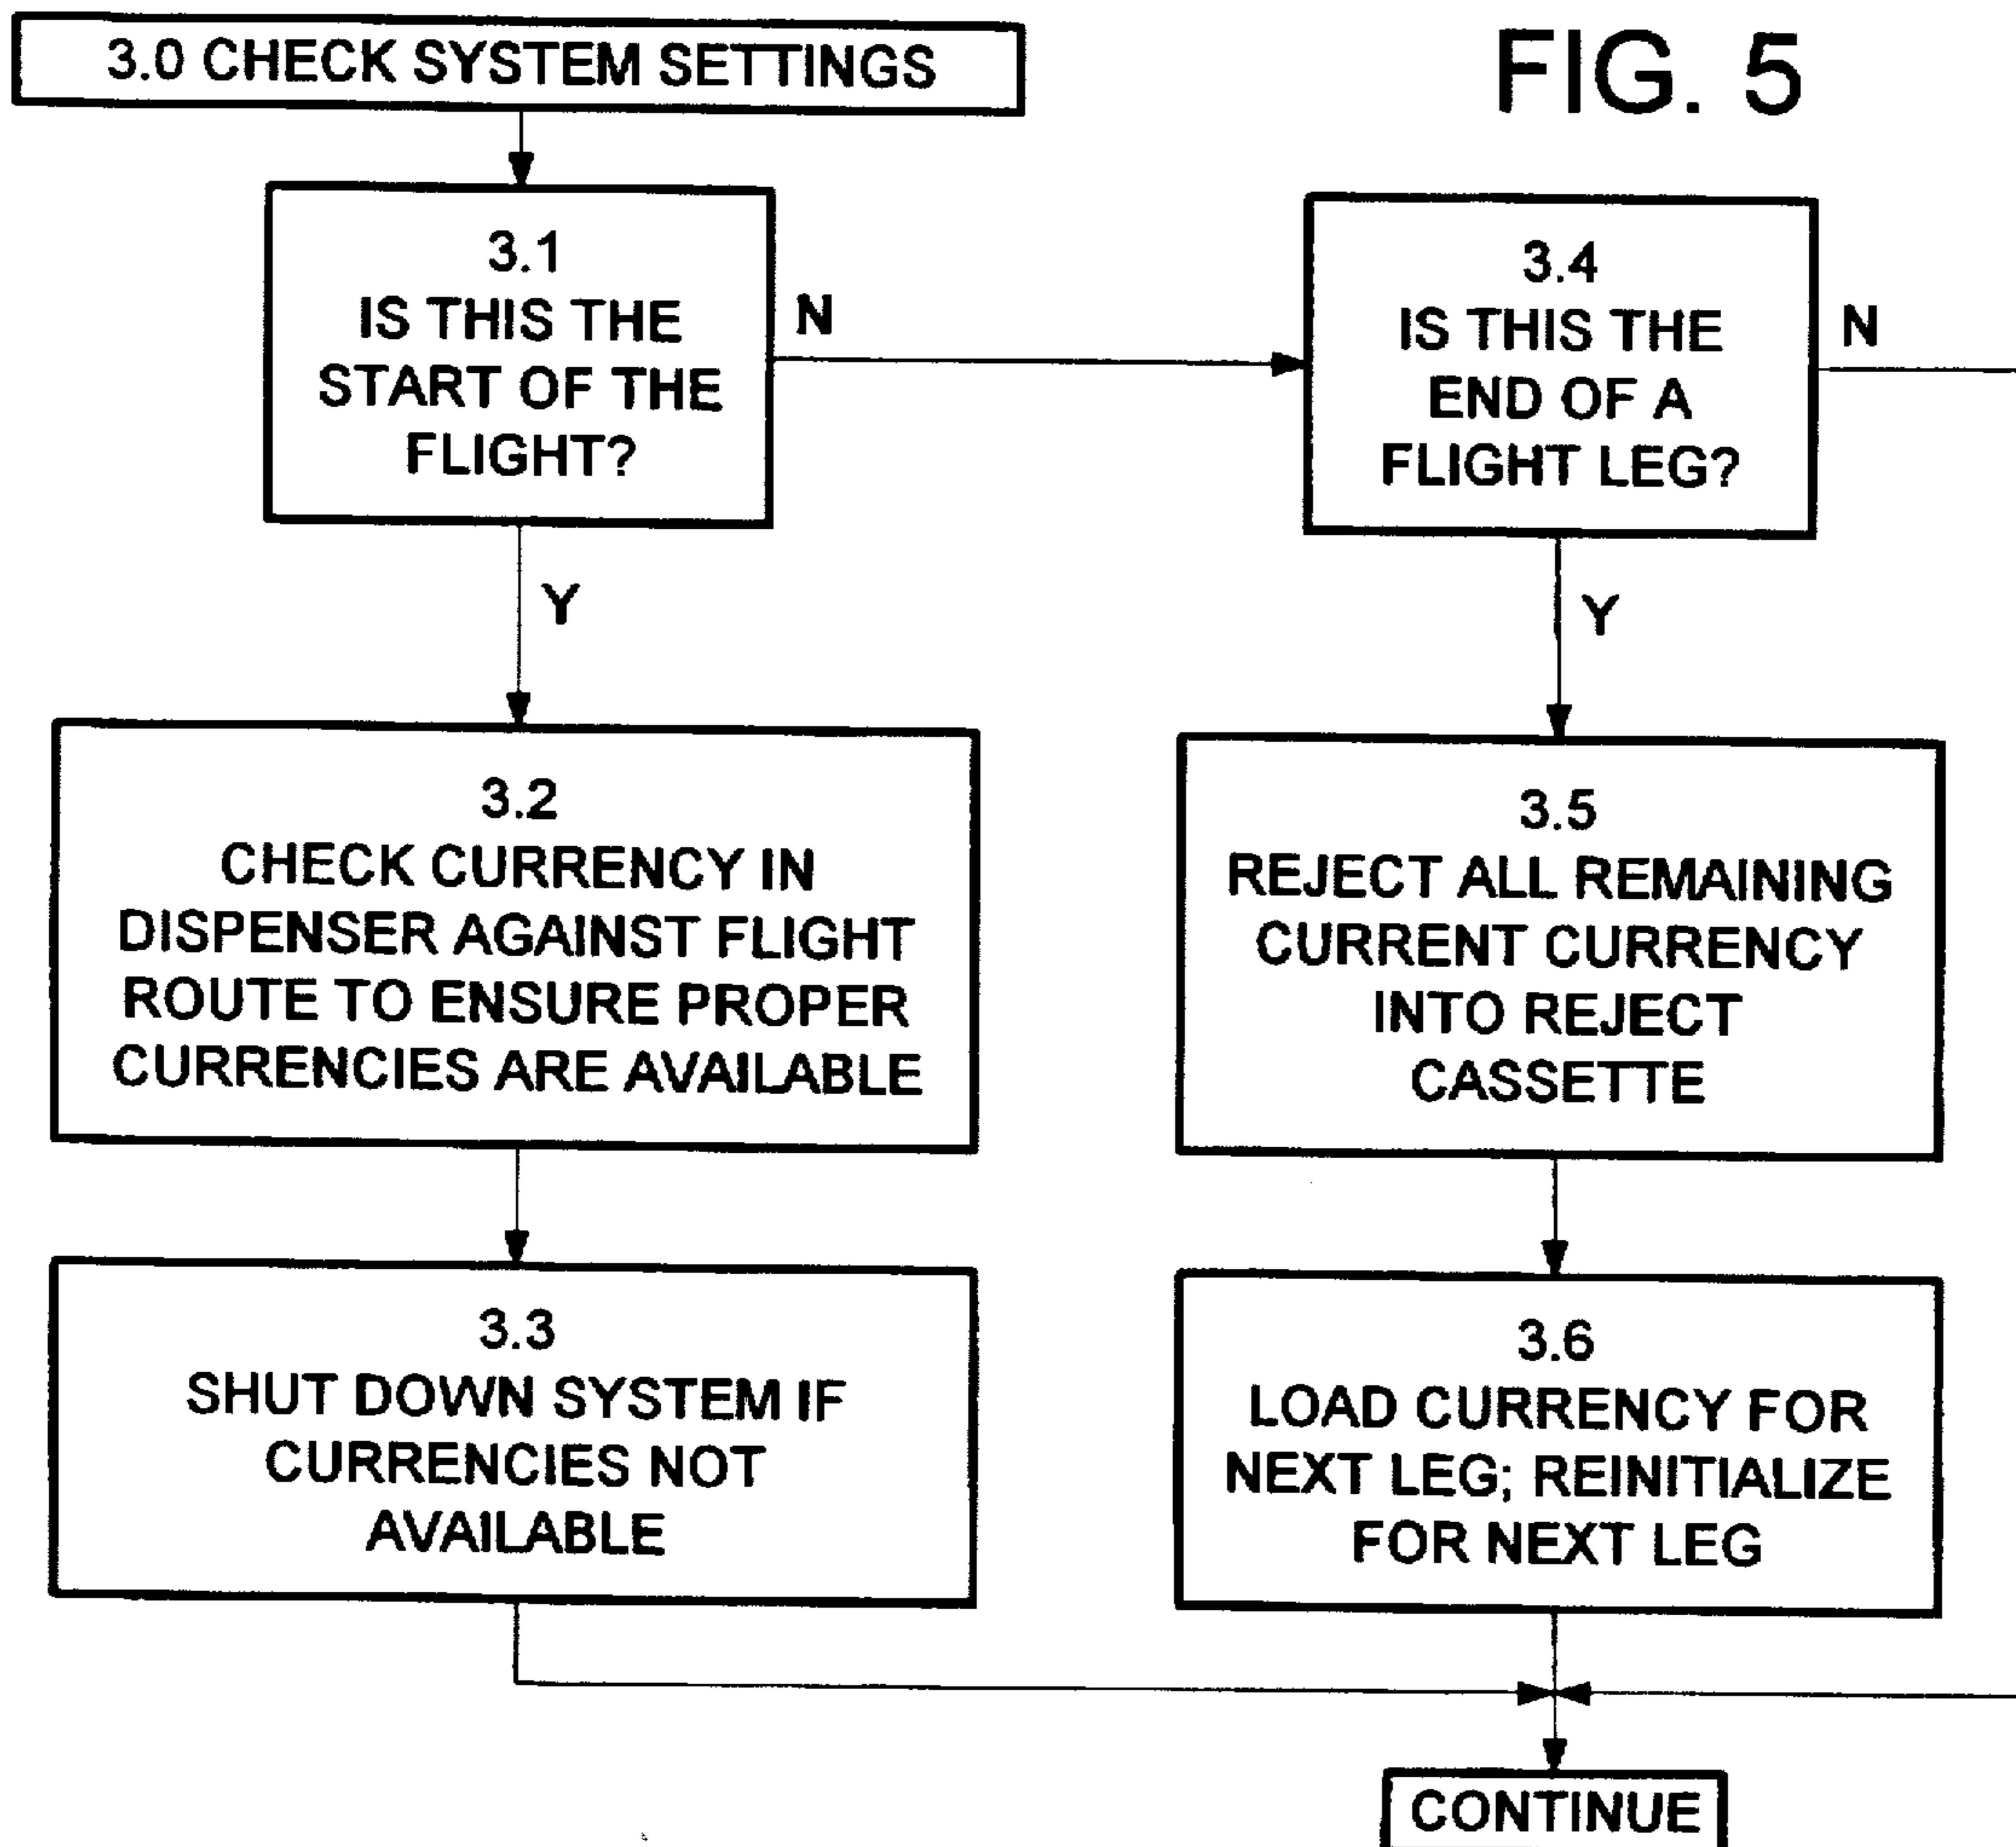 3.0 CHECK SYSTEM SETTINGS
FIG. 5
3.1
IS THIS THE
START OF THE
FLIGHT?
N
Y
3.4
IS THIS THE
END OF A
FLIGHT LEG?
N
Y
3.2
CHECK CURRENCY IN
DISPENSER AGAINST FLIGHT
ROUTE TO ENSURE PROPER
CURRENCIES ARE AVAILABLE
3.5
REJECT ALL REMAINING
CURRENT CURRENCY
INTO REJECT
CASSETTE
3.3
SHUT DOWN SYSTEM IF
CURRENCIES NOT
AVAILABLE
3.6
LOAD CURRENCY FOR
NEXT LEG; REINITIALIZE
FOR NEXT LEG
CONTINUE